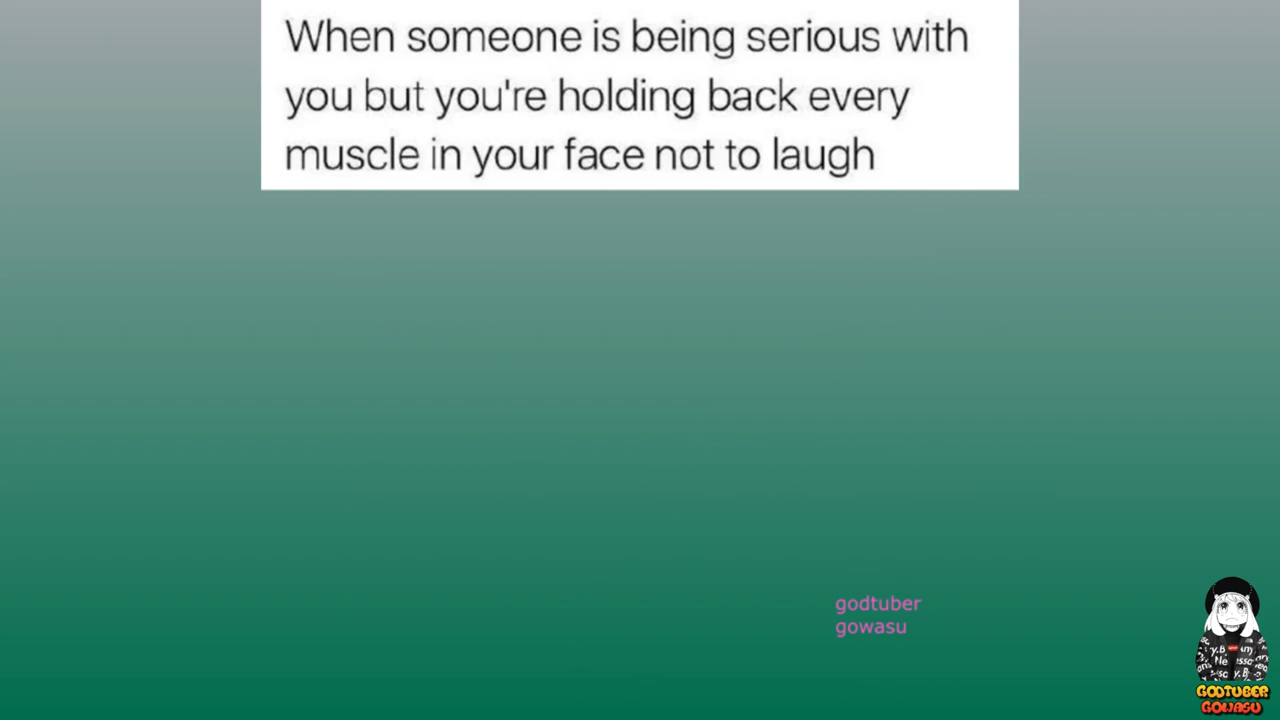 When someone is being serious with
you but you're holding back every
muscle in your face not to laugh
godtuber
gowasu
GODTUBER
GOWASU